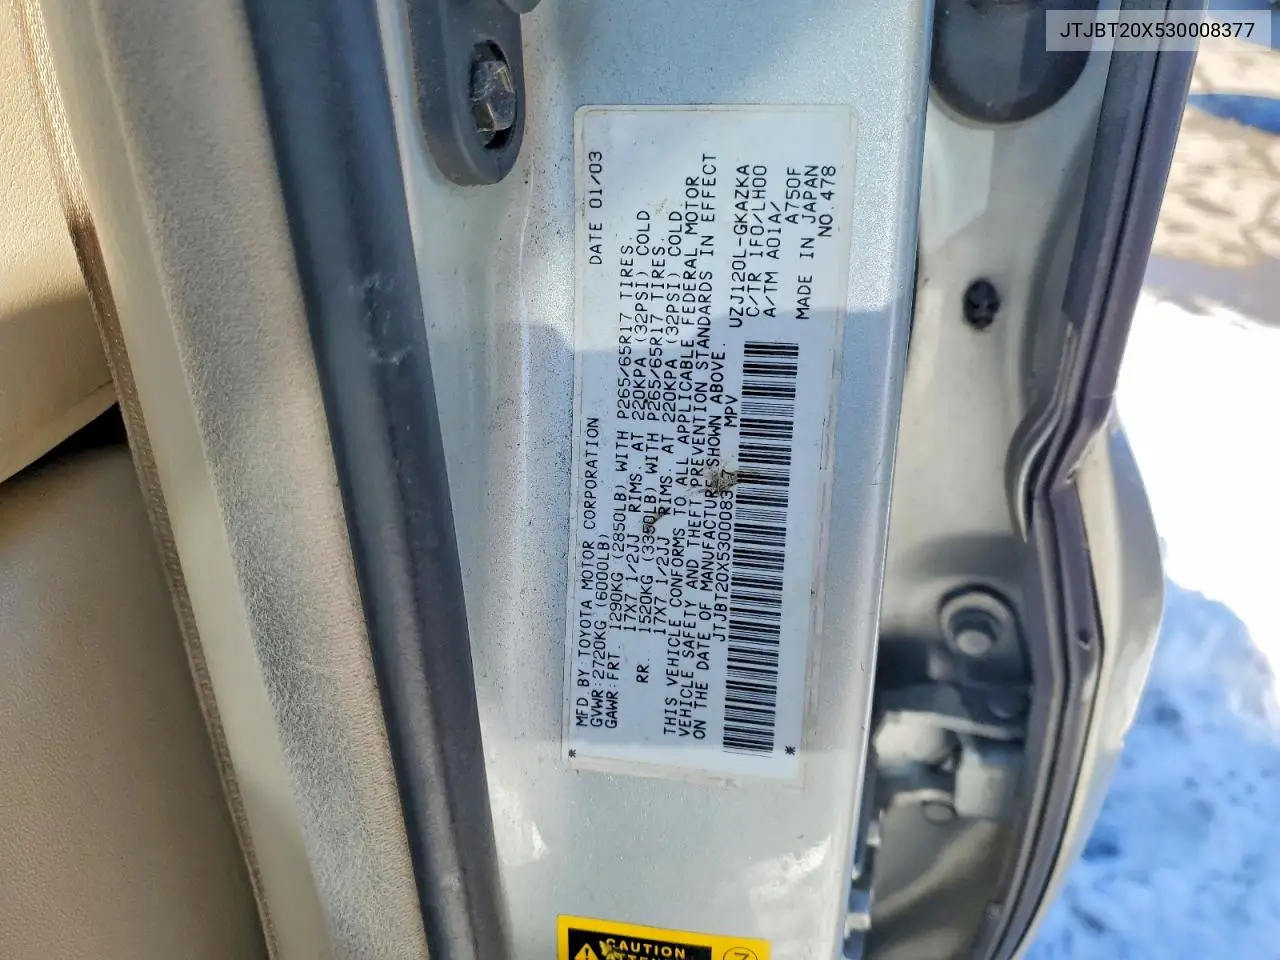 JTJBT20X530008377
MFD.BY:TOYOTA MOTOR CORPORATION DATE 01/03
GVWR:2720KG (6000LB)
GAWR:FRT. 1290KG (2850LB) WITH P265/65R17 TIRES.
17X7 1/2JJ RIMS. AT 220KPA (32PSI) COLD
RR. 1520KG (3350LB) WITH P265/65R17 TIRES.
17X7 1/2JJ RIMS. AT 220KPA (32PSI) COLD.
THIS VEHICLE CONFORMS TO ALL APPLICABLE FEDERAL MOTOR
VEHICLE SAFETY AND THEFT PREVENTION STANDARDS IN EFFECT
ON THE DATE OF MANUFACTURE SHOWN ABOVE.
JTJBT20X530008377 MPV UZJ120L-GKAZKA
C/TR 1F0/LH00
A/TM A01A/
A750F
MADE IN JAPAN
* * NO.478
CAUTION